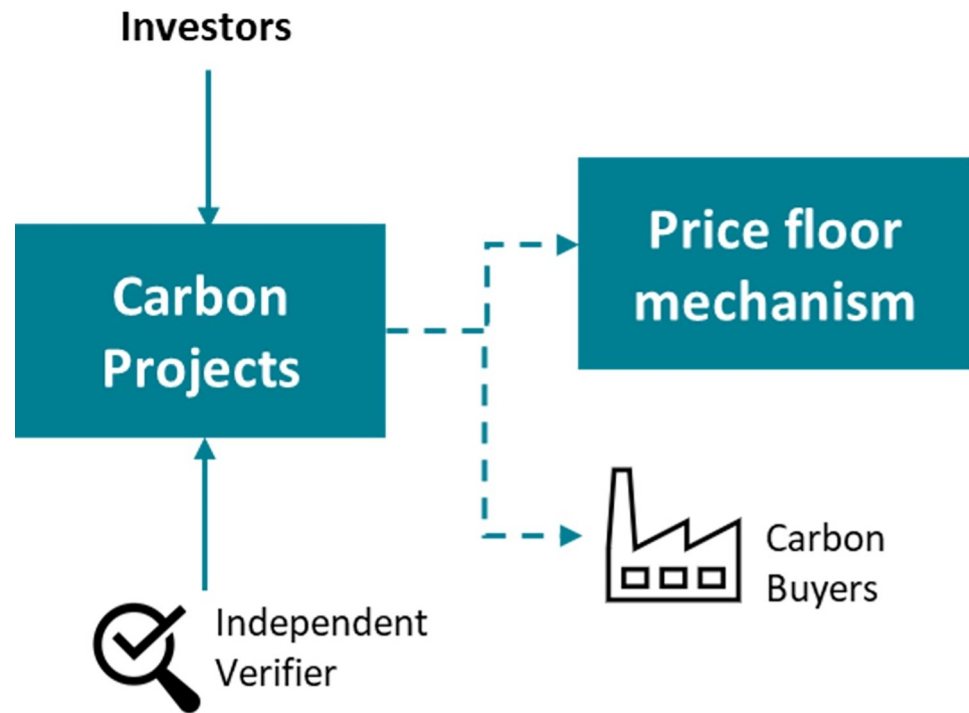 Investors
Carbon
Projects
Price floor
mechanism
Carbon
Buyers
Independent
Verifier